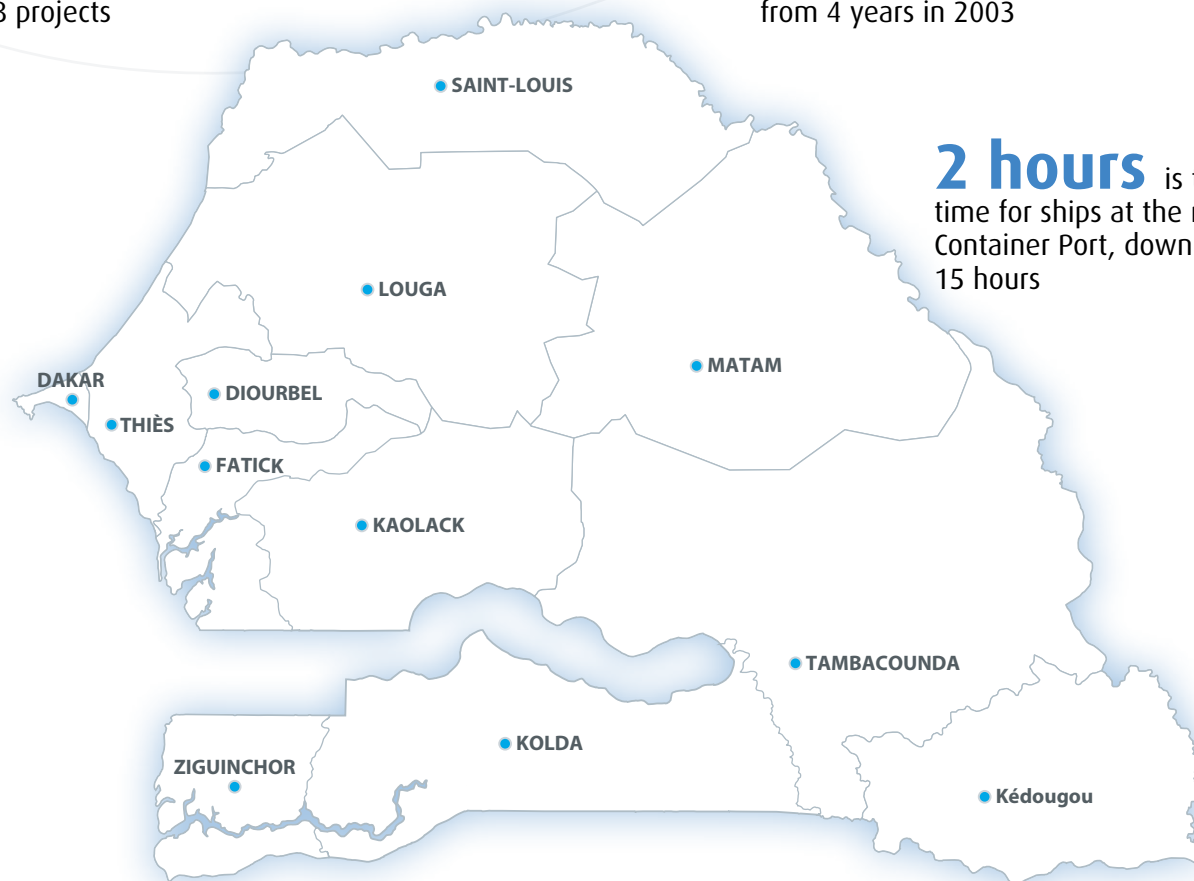 3 projects
from 4 years in 2003
SAINT-LOUIS
2 hours is
time for ships at the
Container Port, down
15 hours
LOUGA
MATAM
DAKAR
DIOURBEL
THIÈS
FATICK
KAOLACK
TAMBACOUNDA
KOLDA
ZIGUINCHOR
Kédougou